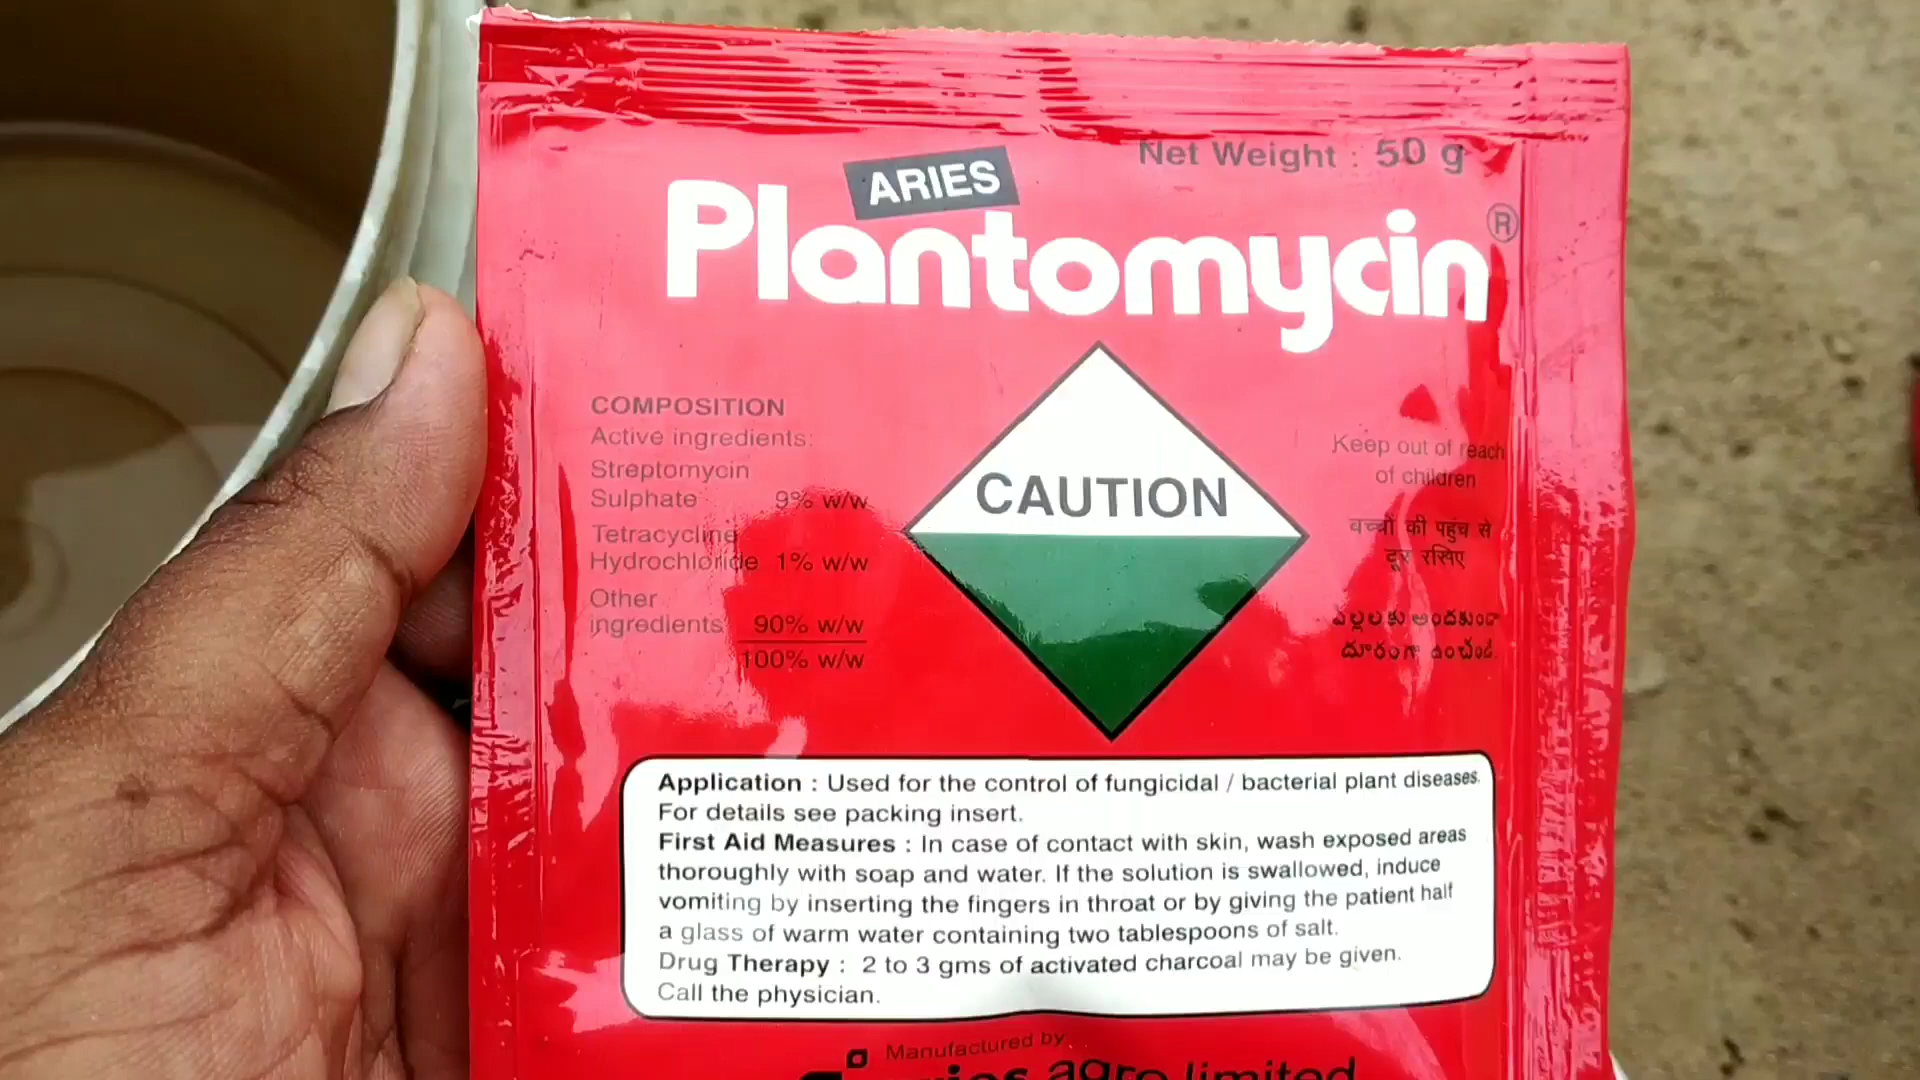 Net Weight : 50 g
ARIES
Plantomycin®
COMPOSITION
Active ingredients:
Streptomycin
Sulphate 9% w/w
Tetracycline
Hydrochloride 1% w/w
Other
ingredients 90% w/w
100% w/w
CAUTION
Keep out of reach
of children
बच्चों की पहुंच से
दूर रखिए
పిల్లలకు అందకుండా
దూరంగా ఉంచండి.
Application : Used for the control of fungicidal / bacterial plant diseases.
For details see packing insert.
First Aid Measures : In case of contact with skin, wash exposed areas
thoroughly with soap and water. If the solution is swallowed, induce
vomiting by inserting the fingers in throat or by giving the patient half
a glass of warm water containing two tablespoons of salt.
Drug Therapy : 2 to 3 gms of activated charcoal may be given.
Call the physician.
Manufactured by
aries agro limited